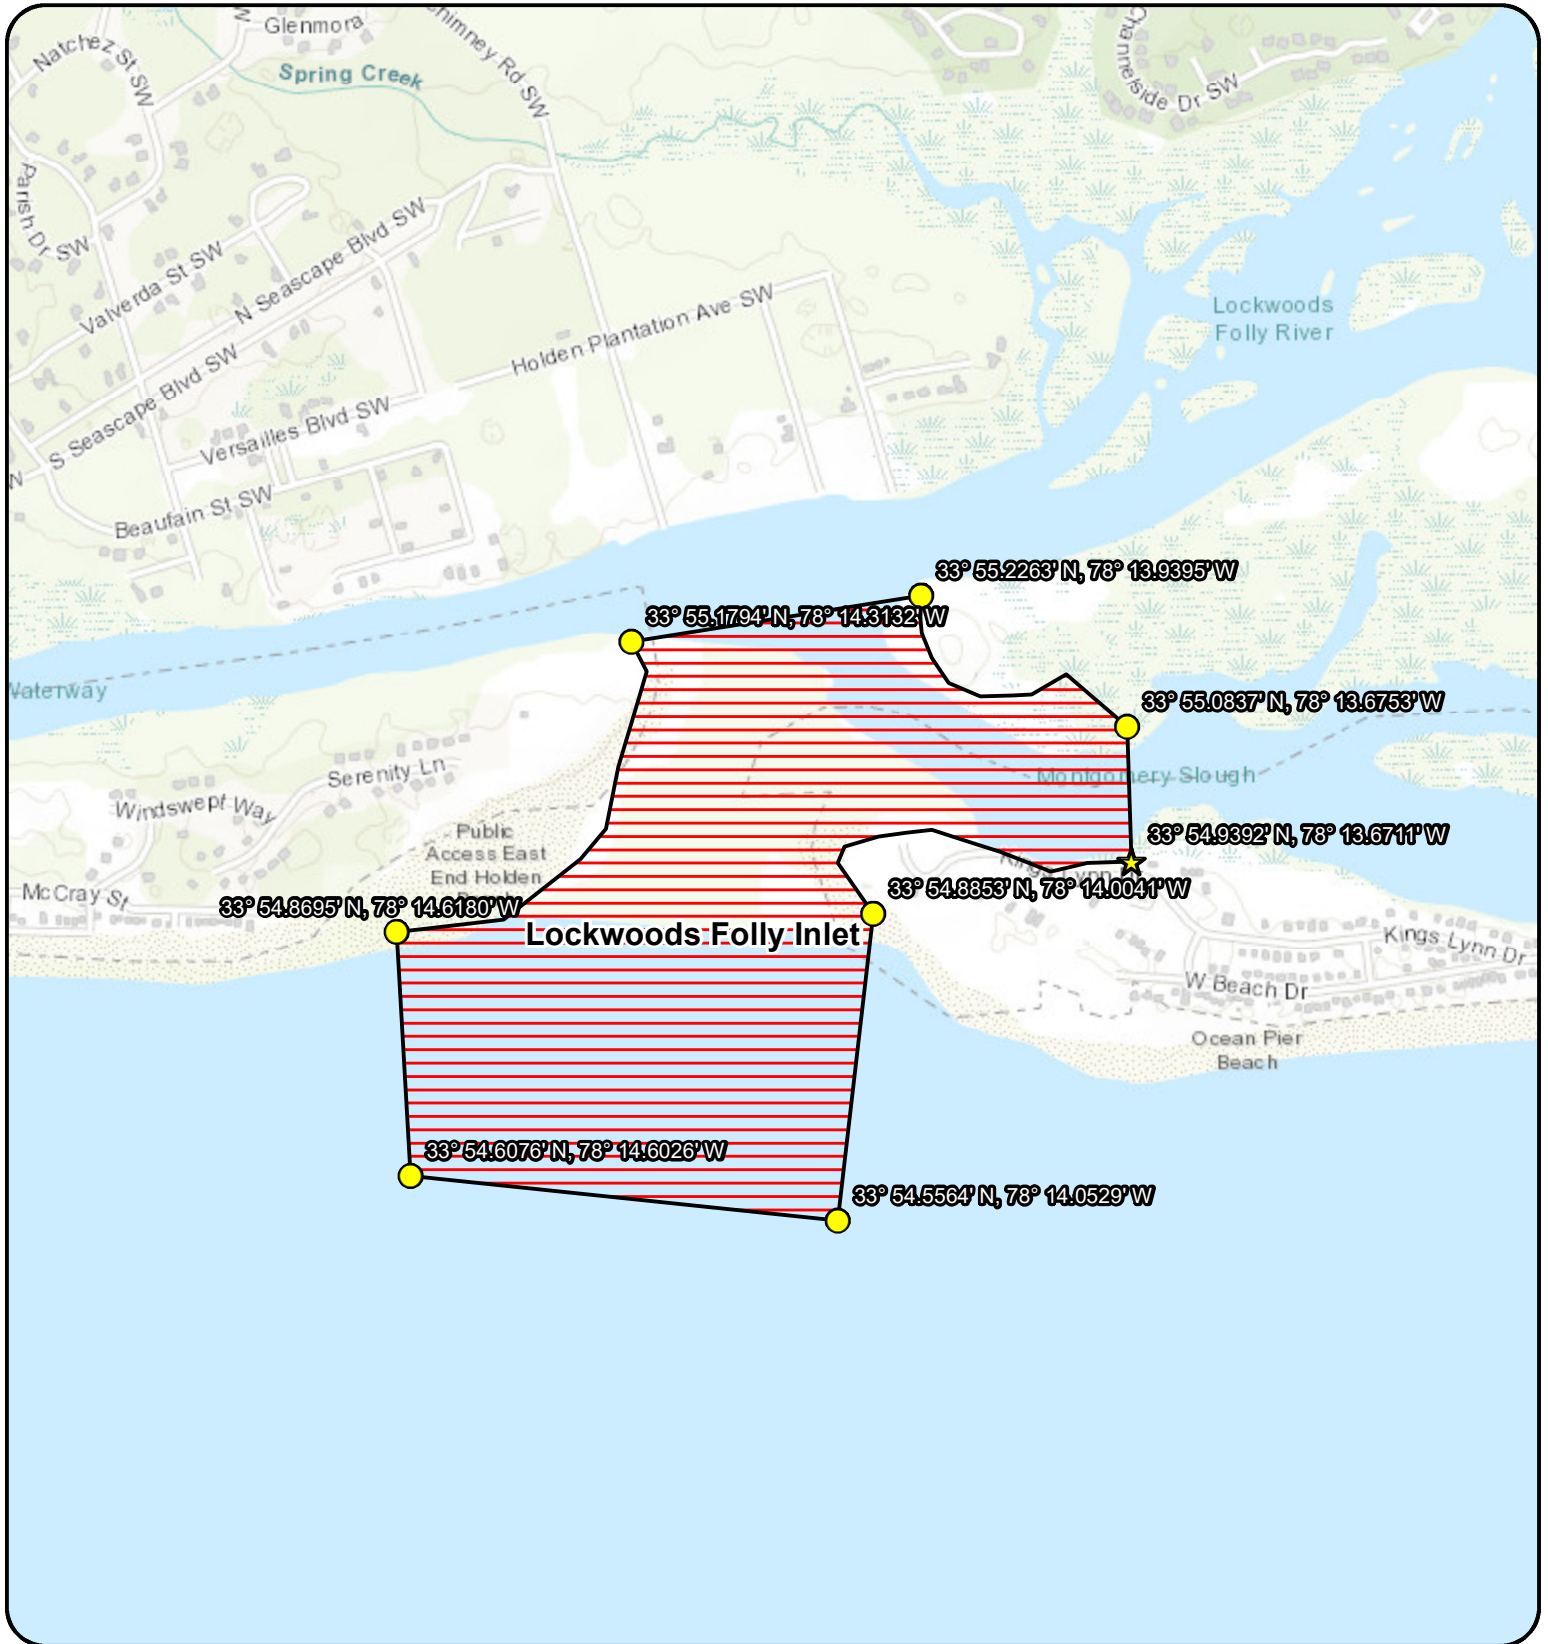 Glenmora
Natchez St SW
Spring Creek
Chimney Rd SW
Channelside Dr SW
W
Parish Dr SW
Valverda St SW
N Seascape Blvd SW
Holden Plantation Ave SW
Lockwoods
Folly River
S Seascape Blvd SW
Versailles Blvd SW
W
Beaufain St SW
33° 55.2263' N, 78° 13.9395' W
33° 55.1794' N, 78° 14.3132' W
Waterway
33° 55.0837' N, 78° 13.6753' W
Serenity Ln
Montgomery Slough
Windswept Way
Public
Access East
End Holden
33° 54.9392' N, 78° 13.6711' W
Kings Lynn Dr
McCray St
33° 54.8853' N, 78° 14.0041' W
33° 54.8695' N, 78° 14.6180' W
Lockwoods Folly Inlet
Kings Lynn Dr
W Beach Dr
Ocean Pier
Beach
33° 54.6076' N, 78° 14.6026' W
33° 54.5564' N, 78° 14.0529' W